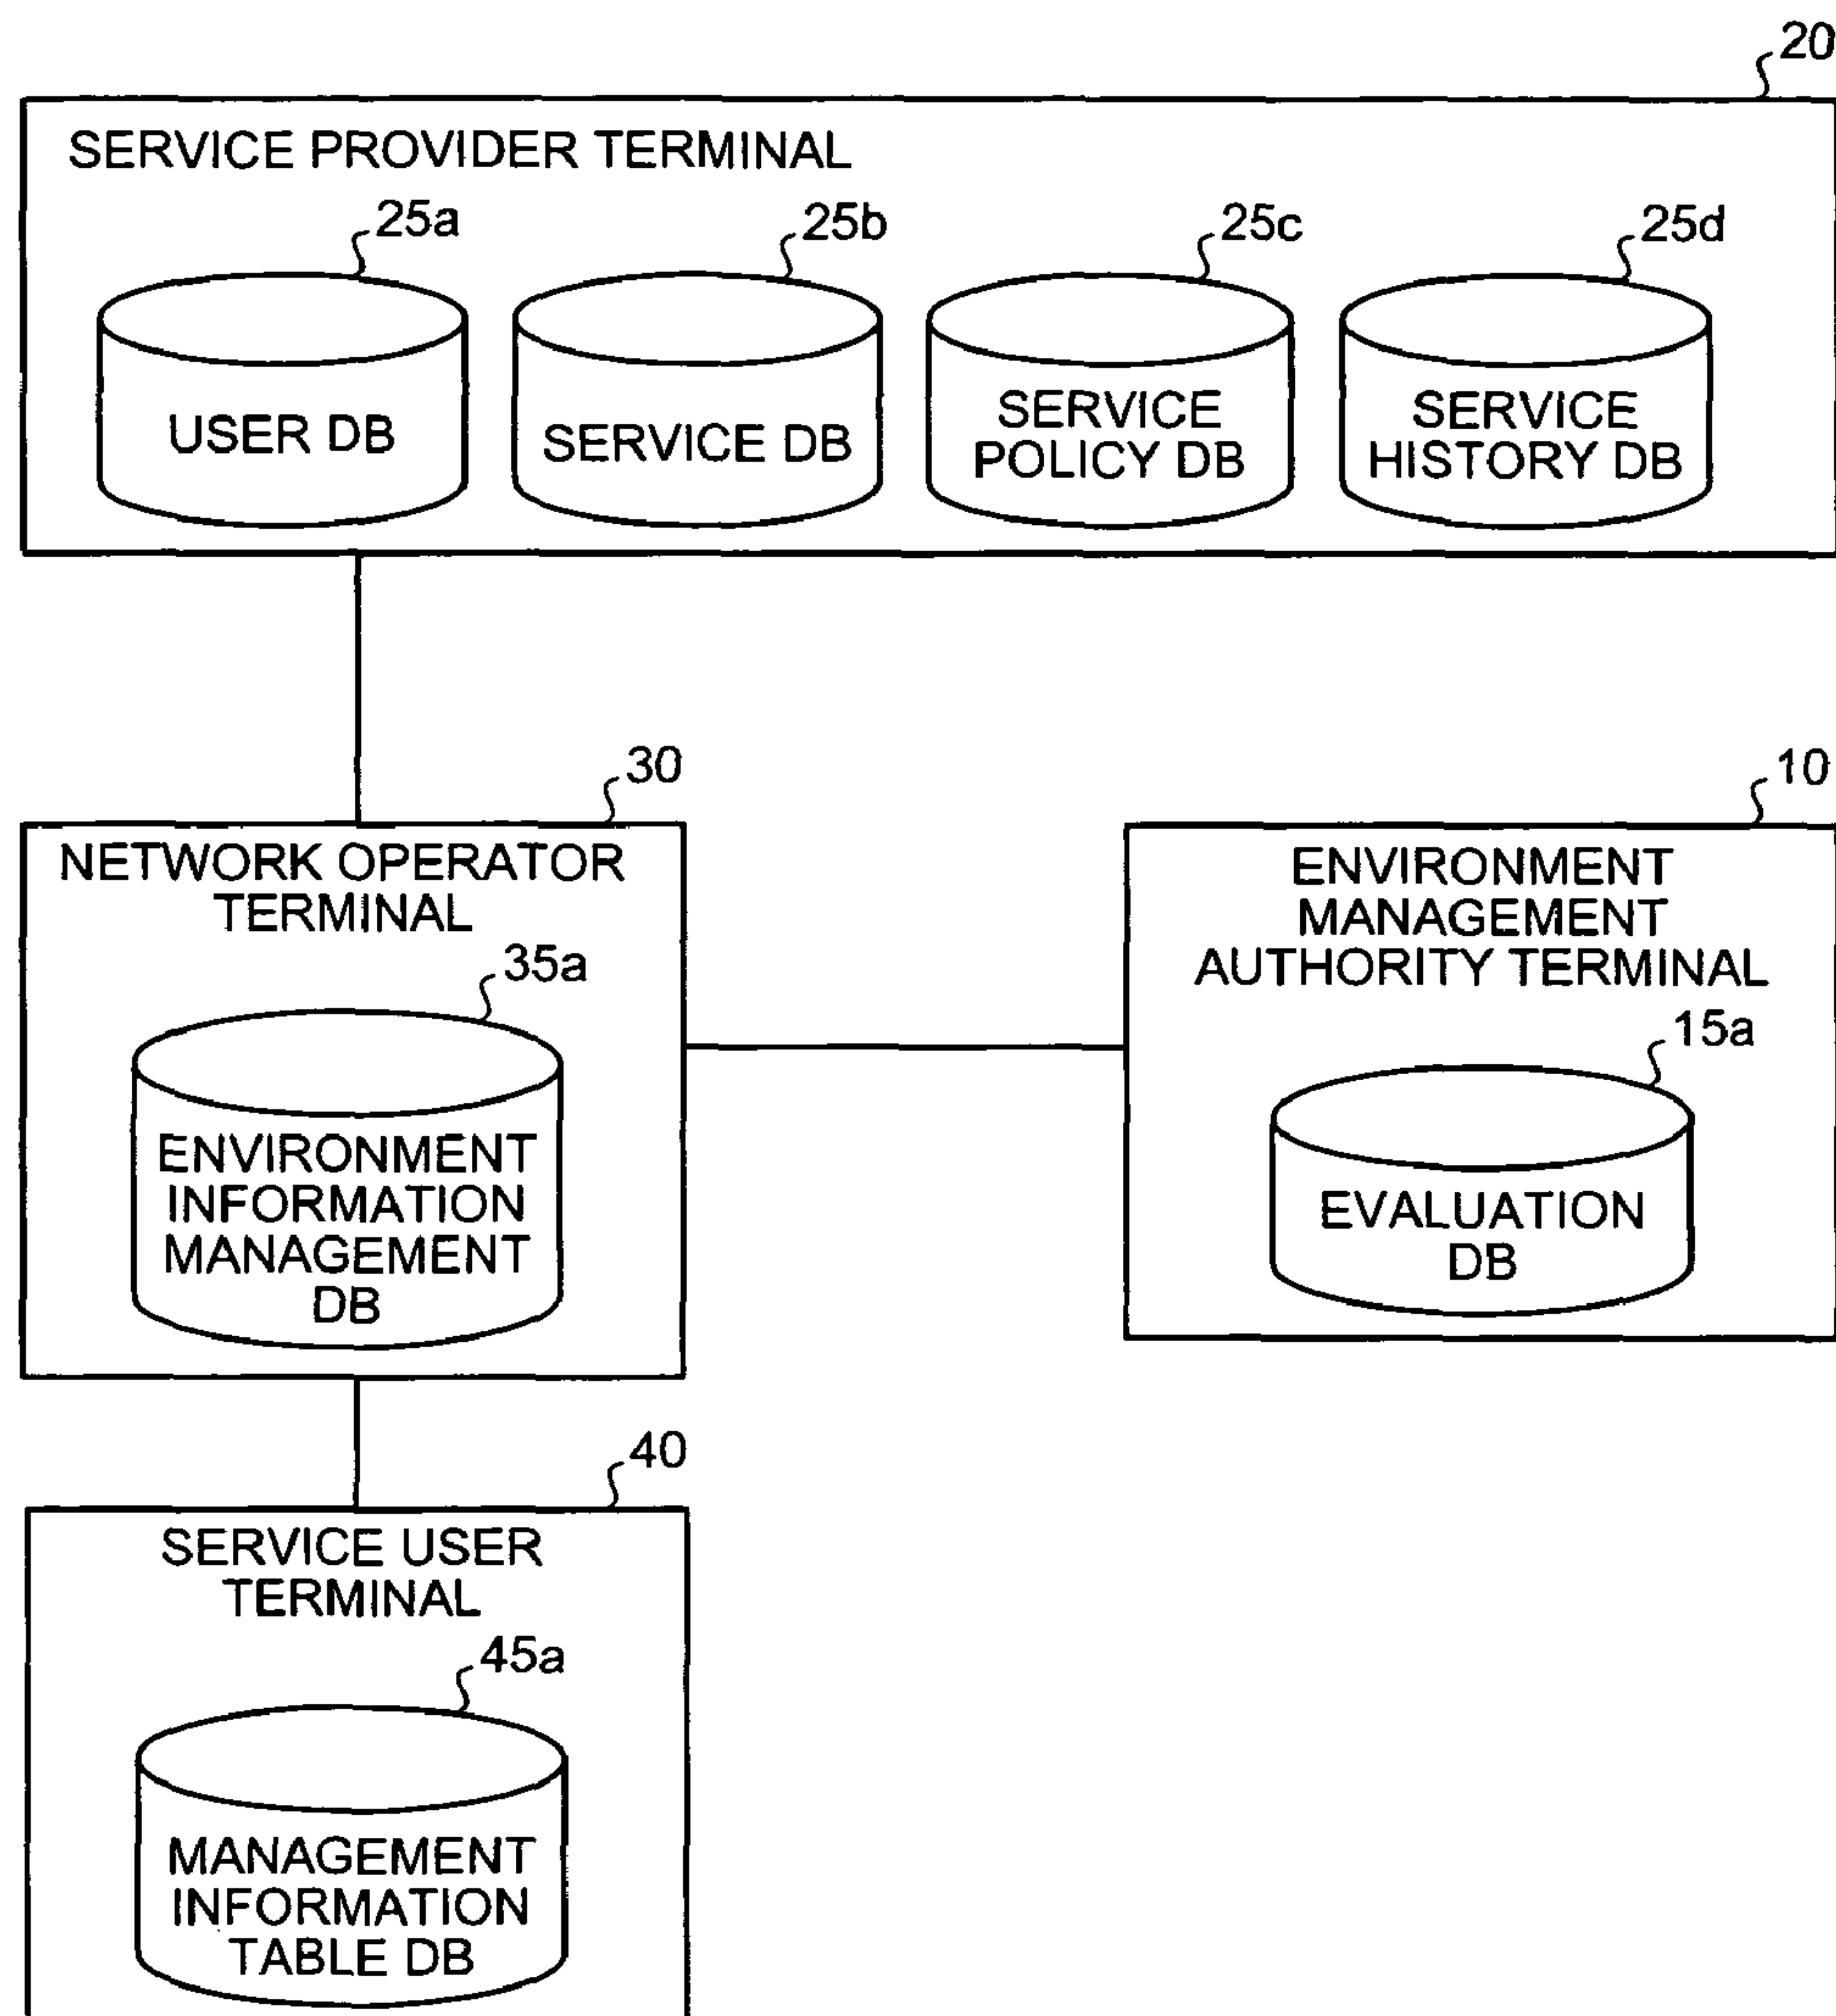 20
SERVICE PROVIDER TERMINAL
25a
25b
25c
25d
USER DB
SERVICE DB
SERVICE
POLICY DB
SERVICE
HISTORY DB
30
NETWORK OPERATOR
TERMINAL
35a
ENVIRONMENT
INFORMATION
MANAGEMENT
DB
10
ENVIRONMENT
MANAGEMENT
AUTHORITY TERMINAL
15a
EVALUATION
DB
40
SERVICE USER
TERMINAL
45a
MANAGEMENT
INFORMATION
TABLE DB